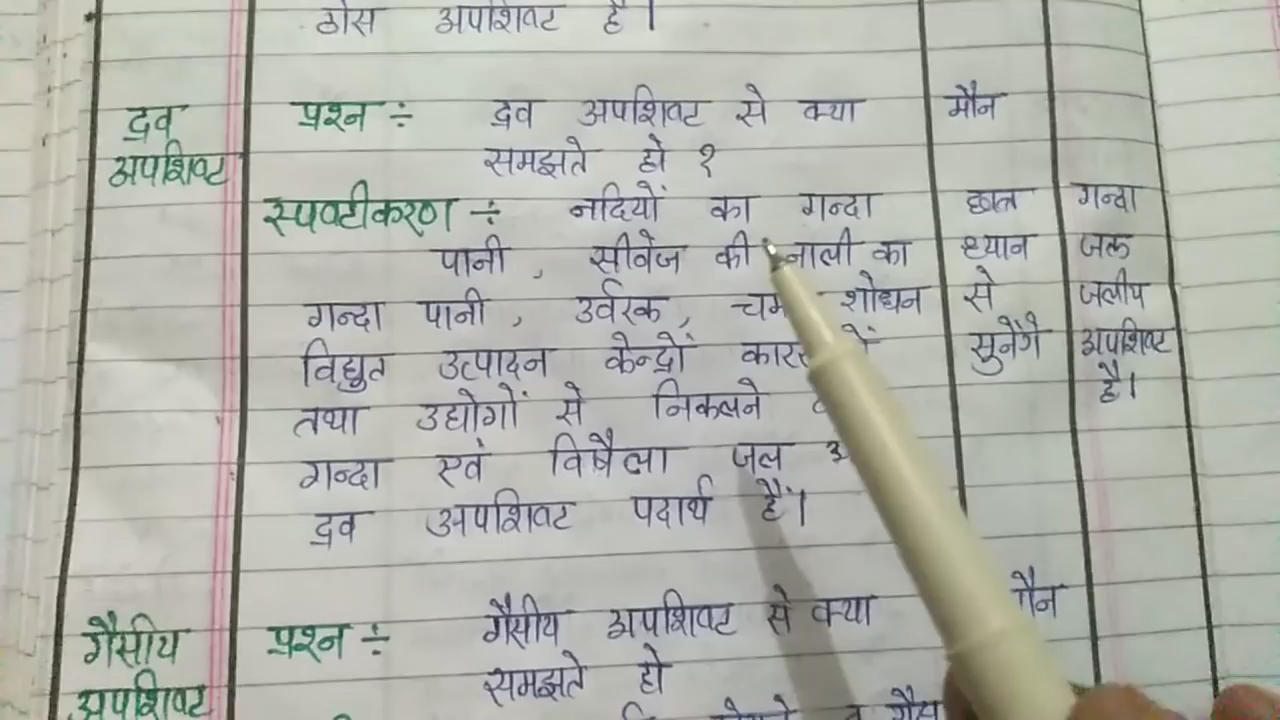 ठोस अपशिष्ट है।
द्रव प्रश्न ÷ द्रव अपशिष्ट से क्या मौन
अपशिष्ट समझते हो ?
स्पष्टीकरण ÷ नदियों का गन्दा छात्र गन्दा
पानी , सीवेज की नाली का ध्यान जल
गन्दा पानी , उर्वरक , शोधन से जलीय
विद्युत उत्पादन केन्द्रों सुनेंगे अपशिष्ट
तथा उद्योगों से निकलने है।
गन्दा एवं विषैला जल
द्रव अपशिष्ट पदार्थ हैं।
गैसीय प्रश्न ÷ गैसीय अपशिष्ट से क्या
अपशिष्ट समझते हो